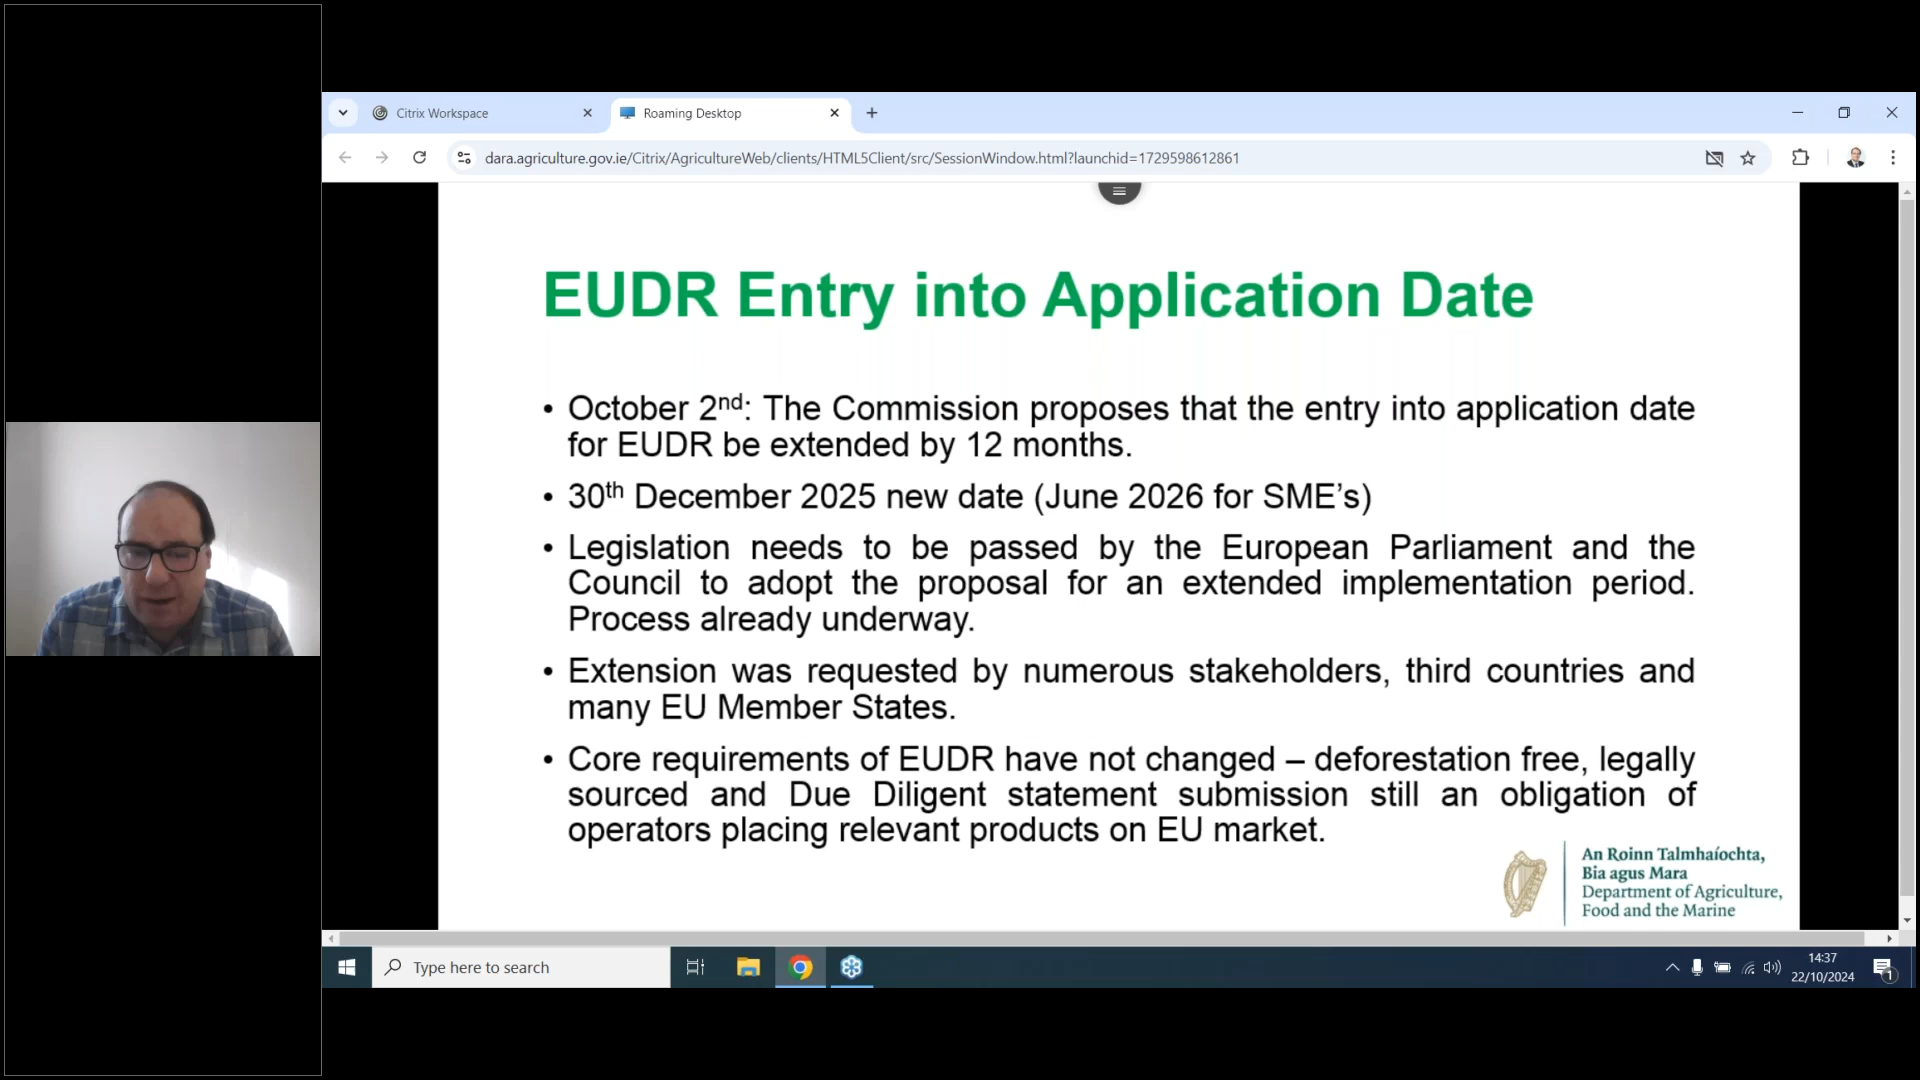 Citrix Workspace
Roaming Desktop
dara.agriculture.gov.ie/Citrix/AgricultureWeb/clients/HTML5Client/src/SessionWindow.html?launchid=1729598612861
EUDR Entry into Application Date
• October 2nd: The Commission proposes that the entry into application date
for EUDR be extended by 12 months.
• 30th December 2025 new date (June 2026 for SME’s)
• Legislation needs to be passed by the European Parliament and the
Council to adopt the proposal for an extended implementation period.
Process already underway.
• Extension was requested by numerous stakeholders, third countries and
many EU Member States.
• Core requirements of EUDR have not changed – deforestation free, legally
sourced and Due Diligent statement submission still an obligation of
operators placing relevant products on EU market.
An Roinn Talmhaíochta,
Bia agus Mara
Department of Agriculture,
Food and the Marine
Type here to search
14:37
22/10/2024
1